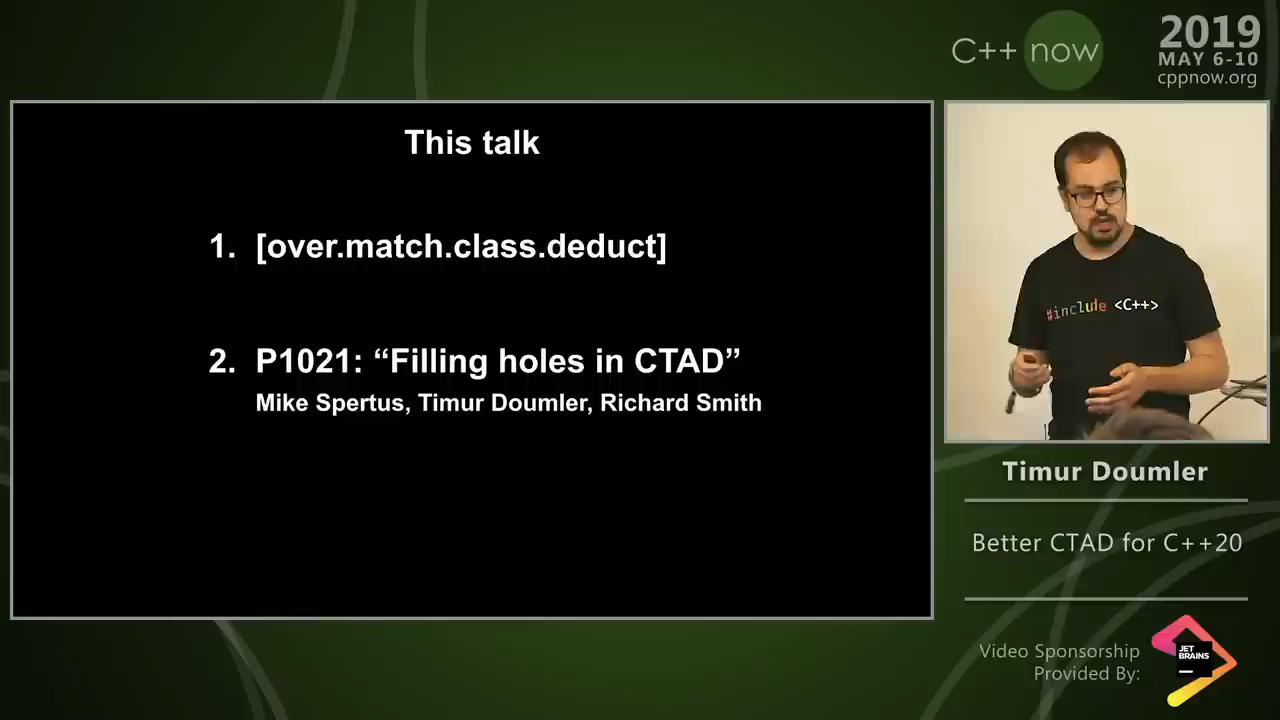 C++ now
2019
MAY 6-10
cppnow.org
This talk
1. [over.match.class.deduct]
2. P1021: “Filling holes in CTAD”
Mike Spertus, Timur Doumler, Richard Smith
#include <C++>
Timur Doumler
Better CTAD for C++20
Video Sponsorship
Provided By:
JET
BRAINS